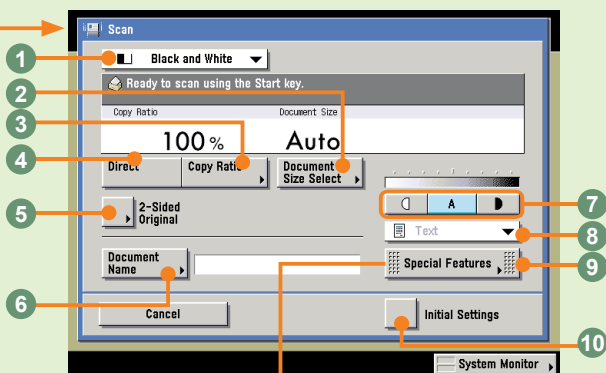 Scan
1
Black and White
Ready to scan using the Start key.
2
Copy Ratio
Document Size
3
100 %
Auto
4
Direct
Copy Ratio
Document
Size Select
5
2-Sided
Original
A
7
Text
8
Document
Name
Special Features
9
6
Cancel
Initial Settings
10
System Monitor